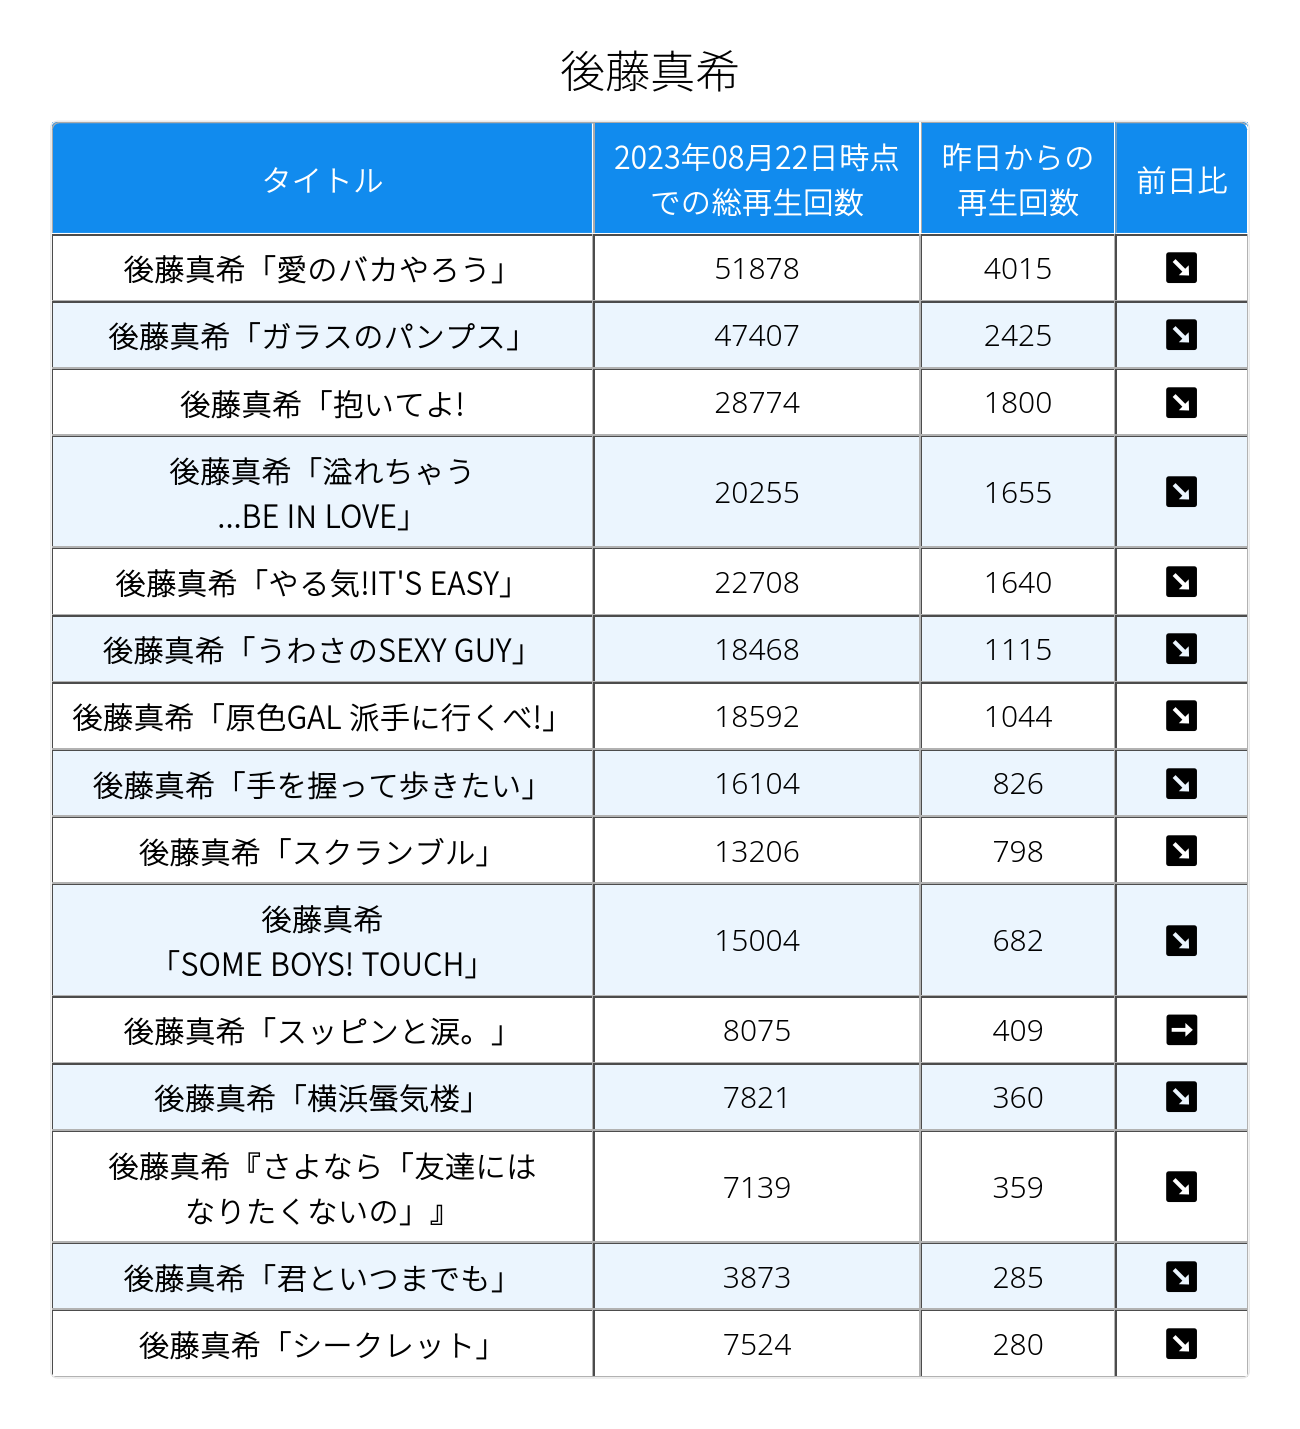 後藤真希
タイトル
2023年08月22日時点
での総再生回数
昨日からの
再生回数
前日比
後藤真希「愛のバカやろう」 51878 4015 ↘
後藤真希「ガラスのパンプス」 47407 2425 ↘
後藤真希「抱いてよ! 28774 1800 ↘
後藤真希「溢れちゃう
...BE IN LOVE」 20255 1655 ↘
後藤真希「やる気!IT'S EASY」 22708 1640 ↘
後藤真希「うわさのSEXY GUY」 18468 1115 ↘
後藤真希「原色GAL 派手に行くべ!」 18592 1044 ↘
後藤真希「手を握って歩きたい」 16104 826 ↘
後藤真希「スクランブル」 13206 798 ↘
後藤真希
「SOME BOYS! TOUCH」 15004 682 ↘
後藤真希「スッピンと涙。」 8075 409 →
後藤真希「横浜蜃気楼」 7821 360 ↘
後藤真希『さよなら「友達には
なりたくないの」』 7139 359 ↘
後藤真希「君といつまでも」 3873 285 ↘
後藤真希「シークレット」 7524 280 ↘